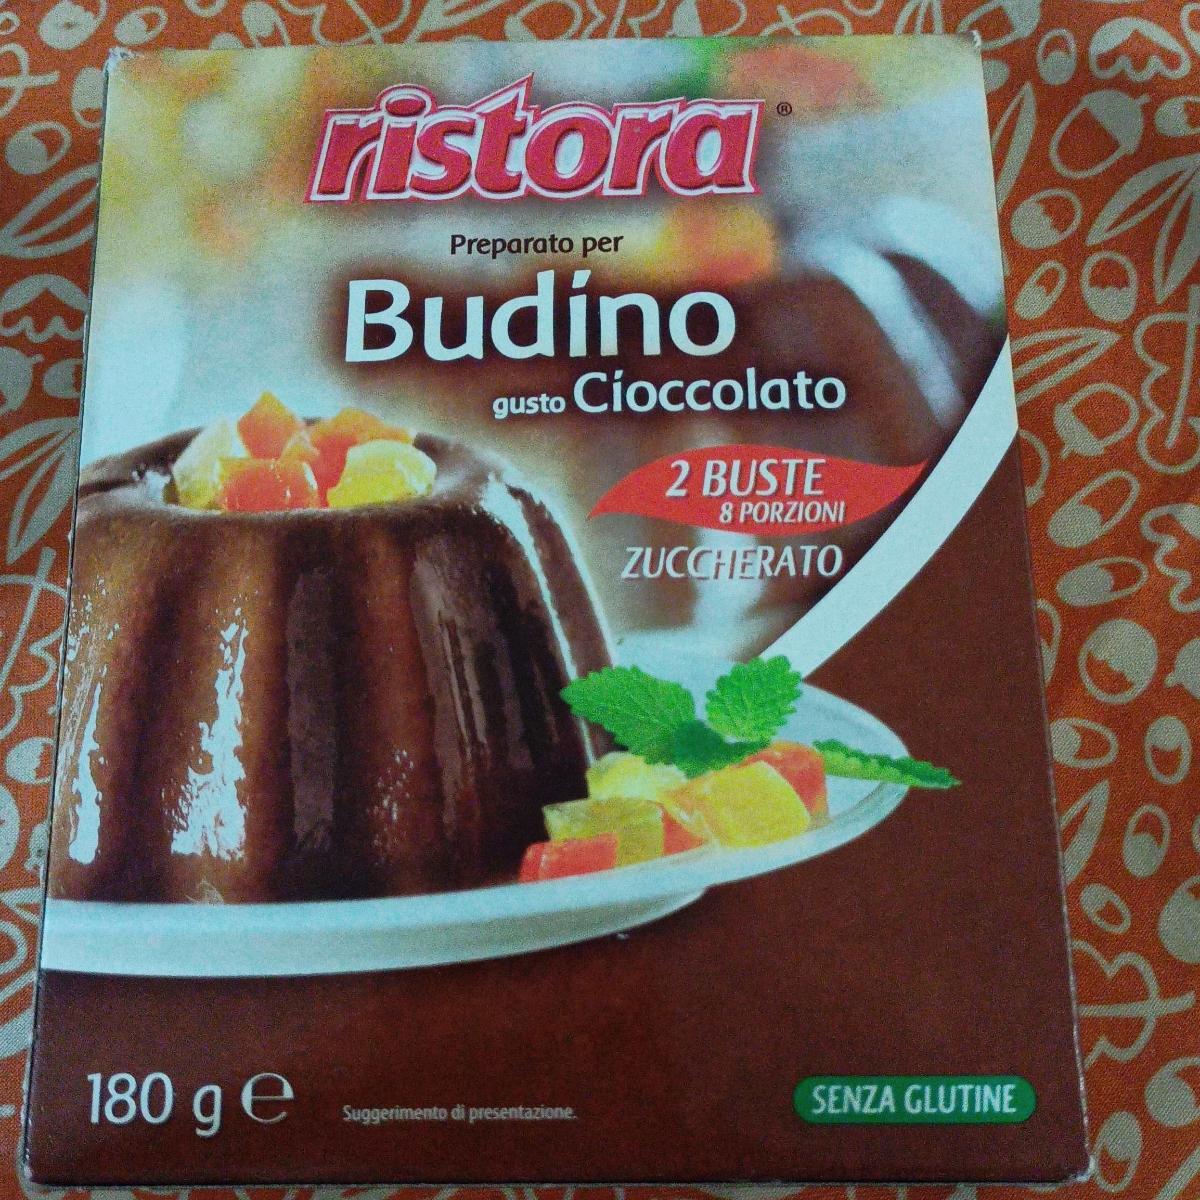 ristora®
Preparato per
Budino
gusto Cioccolato
2 BUSTE
8 PORZIONI
ZUCCHERATO
180 g ℮
Suggerimento di presentazione.
SENZA GLUTINE